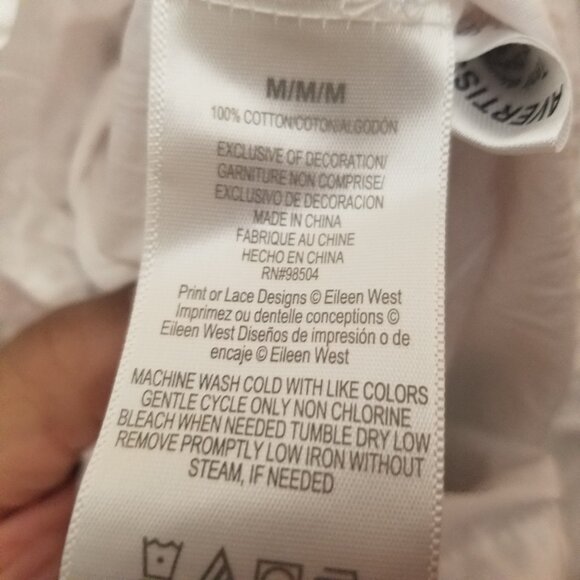 M/M/M
100% COTTON/COTON/ALGODÓN
EXCLUSIVE OF DECORATION/
GARNITURE NON COMPRISE/
EXCLUSIVO DE DECORACION
MADE IN CHINA
FABRIQUE AU CHINE
HECHO EN CHINA
RN#98504
Print or Lace Designs © Eileen West
Imprimez ou dentelle conceptions ©
Eileen West Diseños de impresión o de
encaje © Eileen West
MACHINE WASH COLD WITH LIKE COLORS
GENTLE CYCLE ONLY NON CHLORINE
BLEACH WHEN NEEDED TUMBLE DRY LOW
REMOVE PROMPTLY LOW IRON WITHOUT
STEAM, IF NEEDED
AVERTIS